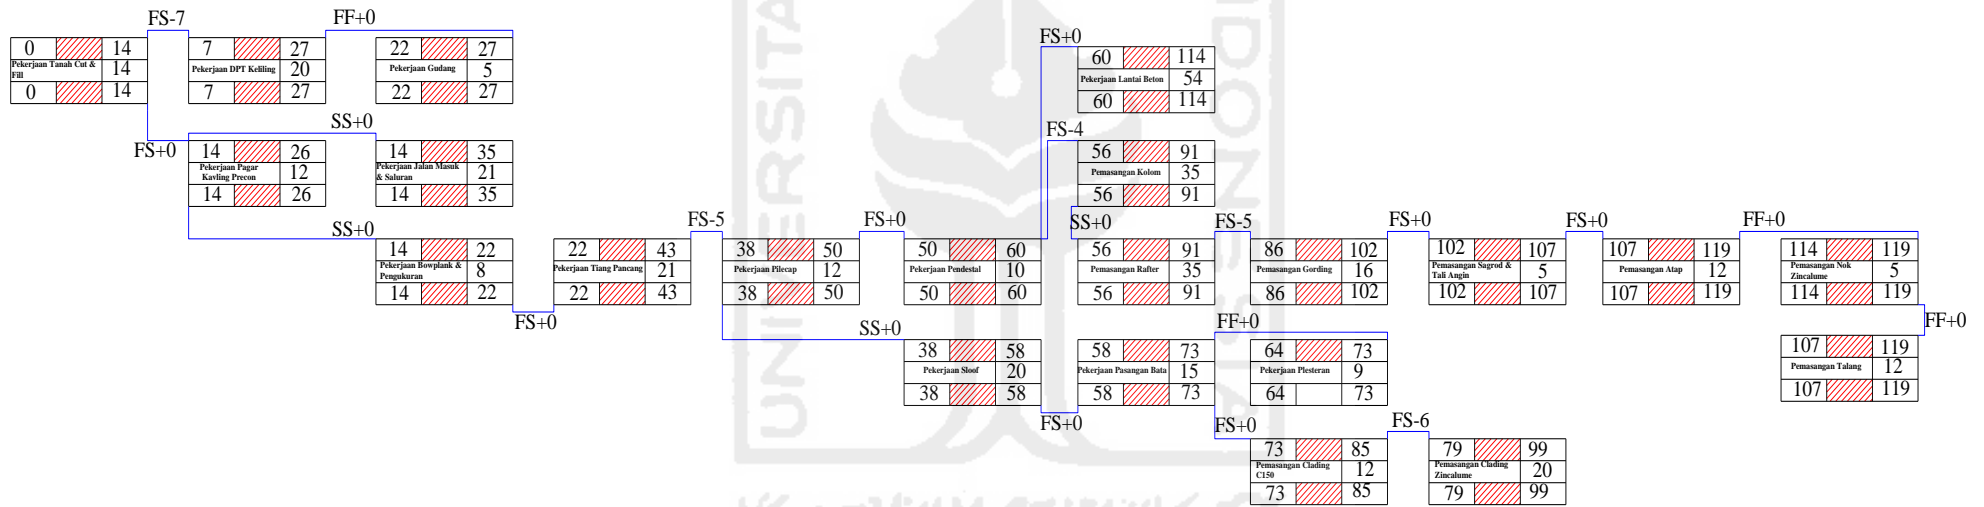 FS-7
FF+0
0 14
Pekerjaan Tanah Cut &
Fill
14
0 14
7 27
Pekerjaan DPT Keliling
20
7 27
22 27
Pekerjaan Gudang
5
22 27
FS+0
60 114
Pekerjaan Lantai Beton
54
60 114
SS+0
FS+0
14 26
Pekerjaan Pagar
Kavling Precon
12
14 26
14 35
Pekerjaan Jalan Masuk
& Saluran
21
14 35
FS-4
56 91
Pemasangan Kolom
35
56 91
SS+0
14 22
Pekerjaan Bowplank &
Pengukuran
8
14 22
FS+0
22 43
Pekerjaan Tiang Pancang
21
22 43
FS-5
38 50
Pekerjaan Pilecap
12
38 50
FS+0
50 60
Pekerjaan Pendestal
10
50 60
SS+0
56 91
Pemasangan Rafter
35
56 91
FS-5
86 102
Pemasangan Gording
16
86 102
FS+0
102 107
Pemasangan Sagrod &
Tali Angin
5
102 107
FS+0
107 119
Pemasangan Atap
12
107 119
FF+0
114 119
Pemasangan Nok
Zincalume
5
114 119
FF+0
107 119
Pemasangan Talang
12
107 119
SS+0
38 58
Pekerjaan Sloof
20
38 58
FS+0
58 73
Pekerjaan Pasangan Bata
15
58 73
FF+0
64 73
Pekerjaan Plesteran
9
64 73
FS+0
73 85
Pemasangan Clading
C150
12
73 85
FS-6
79 99
Pemasangan Clading
Zincalume
20
79 99
UNIVERSITA
DONESIA